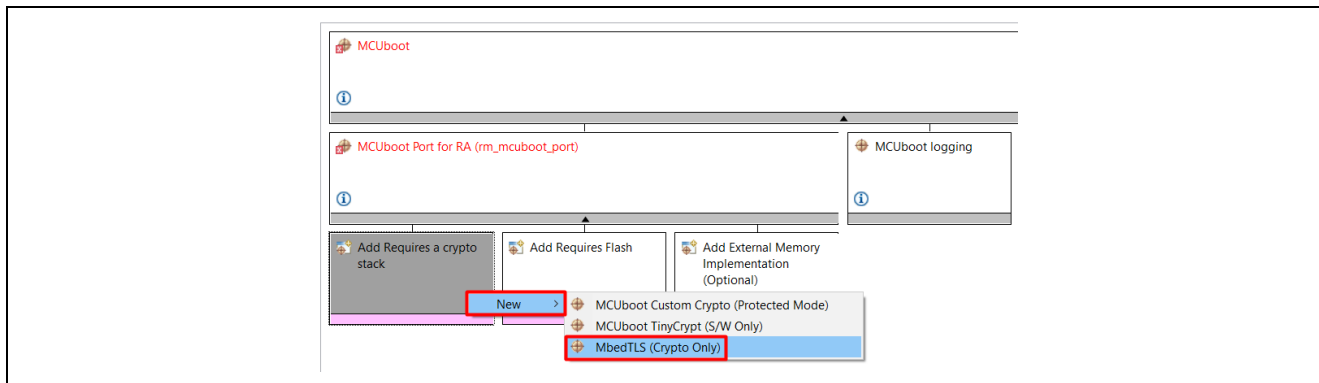 MCUboot
MCUboot Port for RA (rm_mcuboot_port)
MCUboot logging
Add Requires a crypto
stack
Add Requires Flash
Add External Memory
Implementation
(Optional)
New >
MCUboot Custom Crypto (Protected Mode)
MCUboot TinyCrypt (S/W Only)
MbedTLS (Crypto Only)